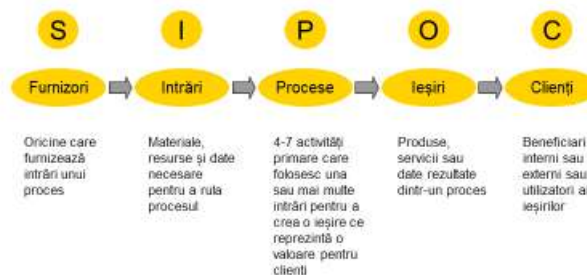 S I P O C
Furnizori Intrări Procese Ieșiri Clienți
Oricine care
furnizează
intrări unui
proces
Materiale,
resurse și date
necesare
pentru a rula
procesul
4-7 activități
primare care
folosesc una
sau mai multe
intrări pentru a
crea o ieșire ce
reprezintă o
valoare pentru
clienți
Produse,
servicii sau
date rezultate
dintr-un proces
Beneficiari
interni sau
externi sau
utilizatori a
ieșirilor